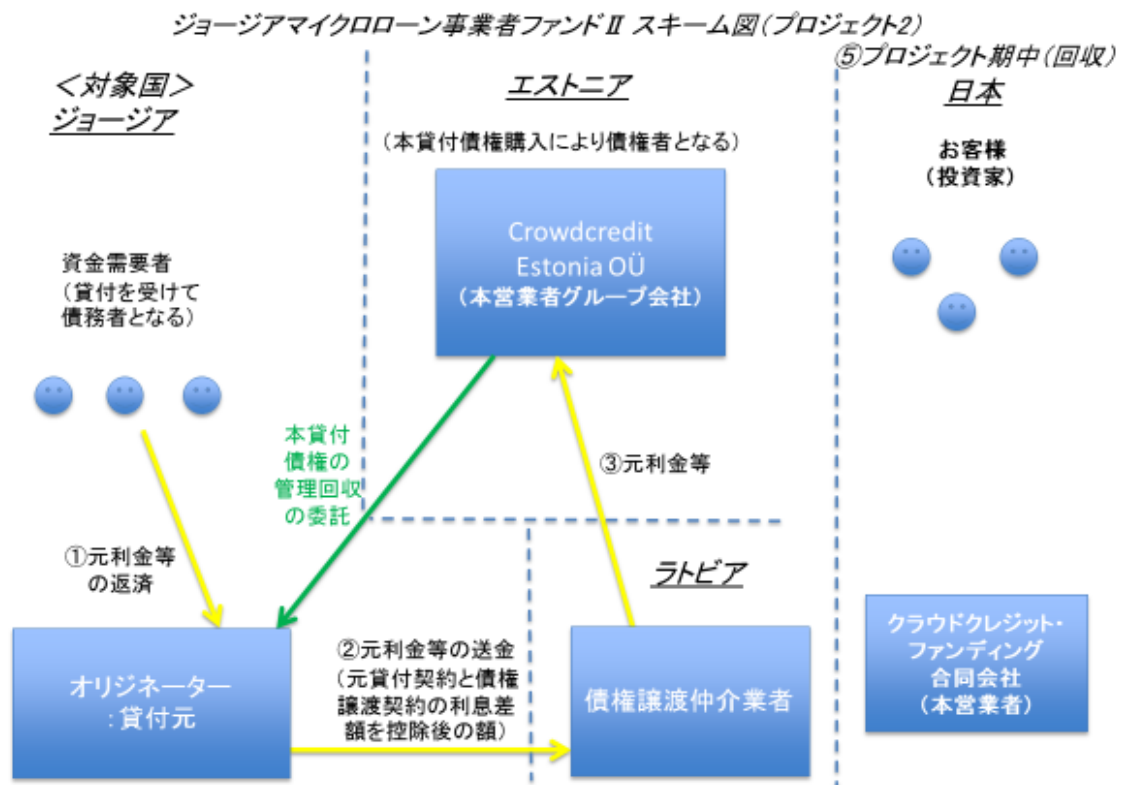 ジョージアマイクロローン事業者ファンドⅡ スキーム図(プロジェクト2)
⑤プロジェクト期中(回収)
<対象国>
ジョージア
エストニア
日本
(本貸付債権購入により債権者となる)
お客様
(投資家)
Crowdcredit
Estonia OÜ
(本営業者グループ会社)
資金需要者
(貸付を受けて
債務者となる)
本貸付
債権の
管理回収
の委託
③元利金等
①元利金等
の返済
ラトビア
オリジネーター
:貸付元
②元利金等の送金
(元貸付契約と債権
譲渡契約の利息差
額を控除後の額)
債権譲渡仲介業者
クラウドクレジット・
ファンディング
合同会社
(本営業者)